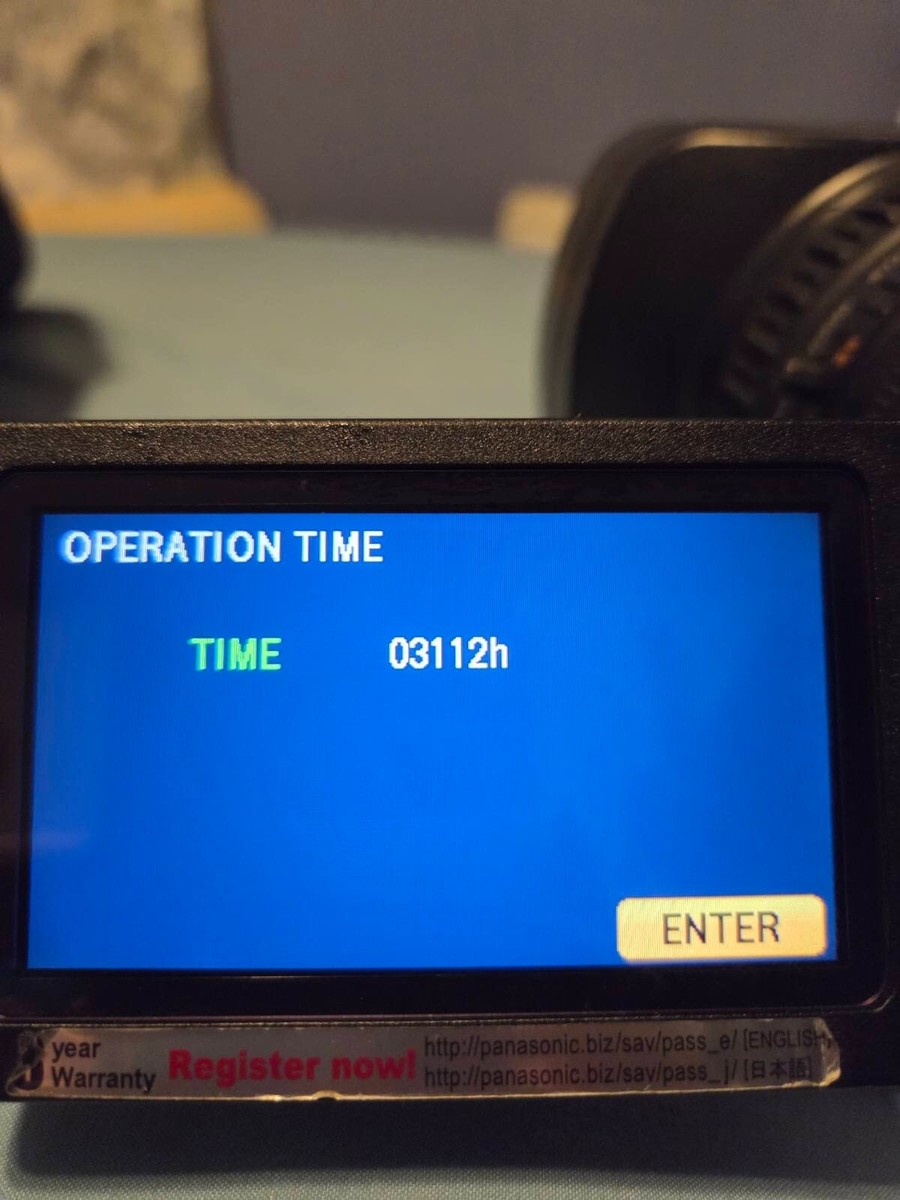 OPERATION TIME
TIME 03112h
ENTER
year
Warranty
Register now!
http://panasonic.biz/sav/pass_e/ [ENGLISH]
http://panasonic.biz/sav/pass_j/ [日本語]